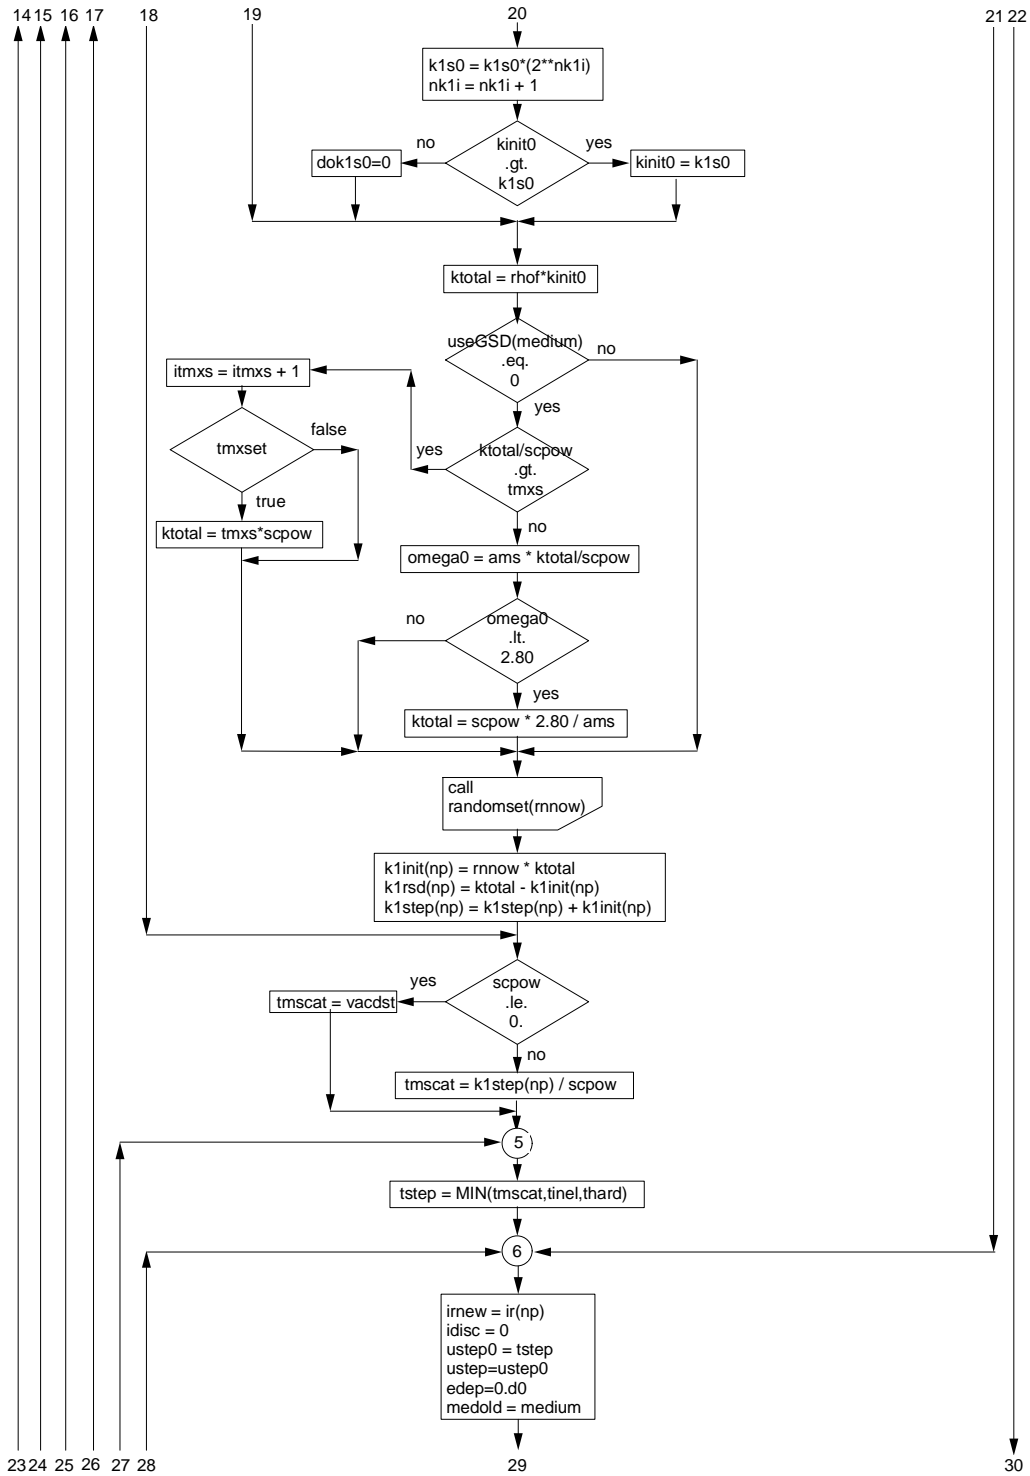 14 15 16 17 18 19 20 21 22
k1s0 = k1s0*(2**nk1i)
nk1i = nk1i + 1
no
kinit0
.gt.
k1s0
yes
dok1s0=0
kinit0 = k1s0
ktotal = rhof*kinit0
useGSD(medium)
.eq.
0
no
yes
itmxs = itmxs + 1
tmxset
false
true
ktotal = tmxs*scpow
yes
ktotal/scpow
.gt.
tmxs
no
omega0 = ams * ktotal/scpow
no
omega0
.lt.
2.80
yes
ktotal = scpow * 2.80 / ams
call
randomset(rnnow)
k1init(np) = rnnow * ktotal
k1rsd(np) = ktotal - k1init(np)
k1step(np) = k1step(np) + k1init(np)
yes
scpow
.le.
0.
tmscat = vacdst
no
tmscat = k1step(np) / scpow
5
tstep = MIN(tmscat,tinel,thard)
6
irnew = ir(np)
idisc = 0
ustep0 = tstep
ustep=ustep0
edep=0.d0
medold = medium
23 24 25 26 27 28 29 30